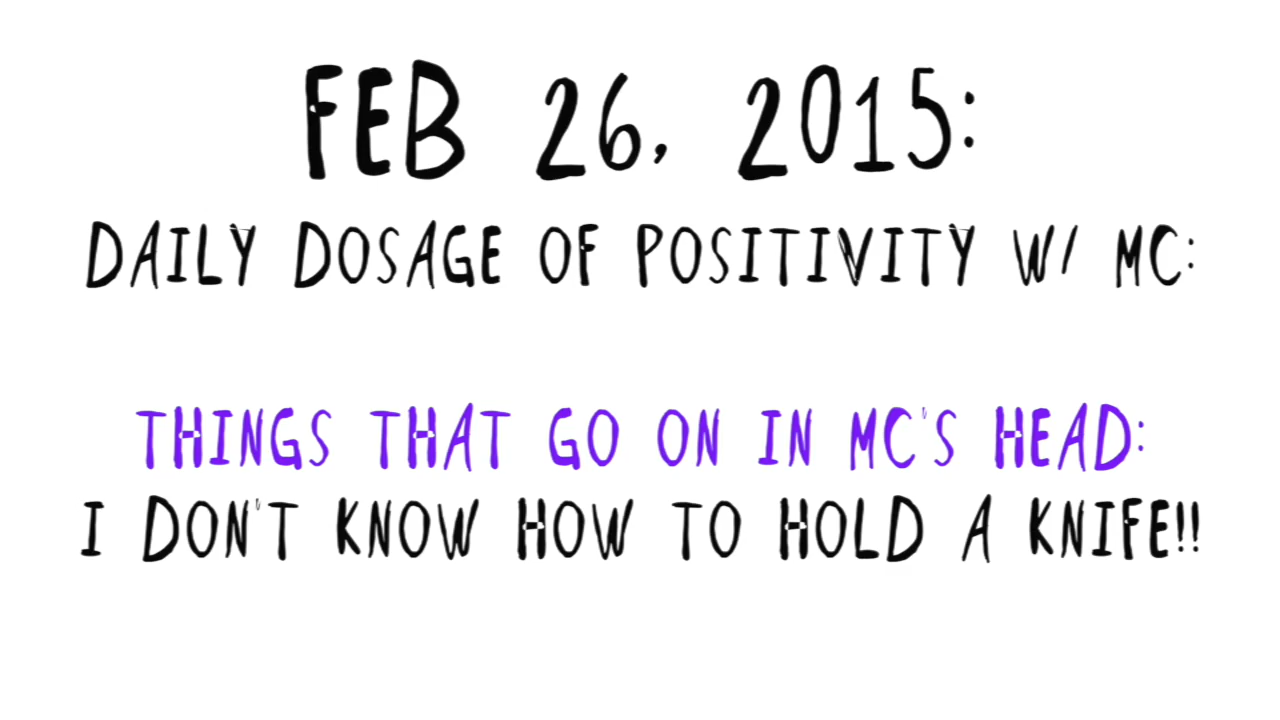 FEB 26, 2015:
DAILY DOSAGE OF POSITIVITY W/ MC:
THINGS THAT GO ON IN MC'S HEAD:
I DON'T KNOW HOW TO HOLD A KNIFE!!